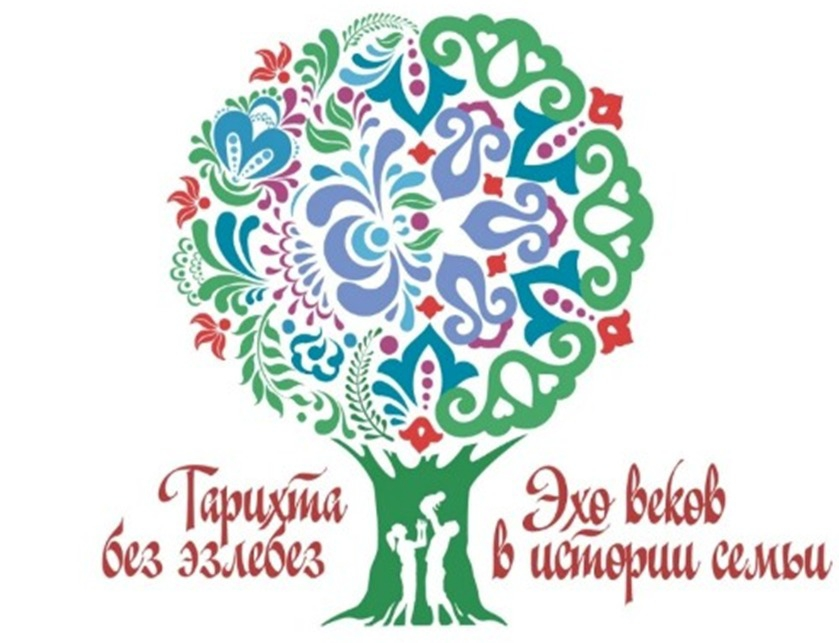 Тарихта
без эзлебез
Эхо веков
в истории семьи